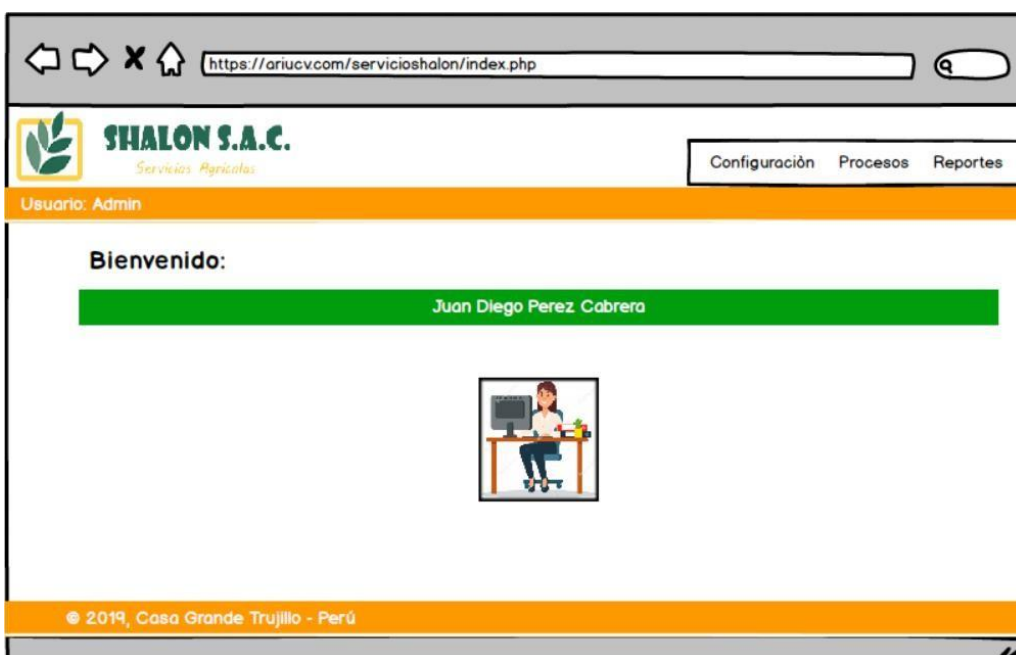 https://ariucv.com/servicioshalon/index.php
SHALON S.A.C.
Servicios Agricolas
Configuración Procesos Reportes
Usuario: Admin
Bienvenido:
Juan Diego Perez Cabrera
© 2019, Casa Grande Trujillo - Perú